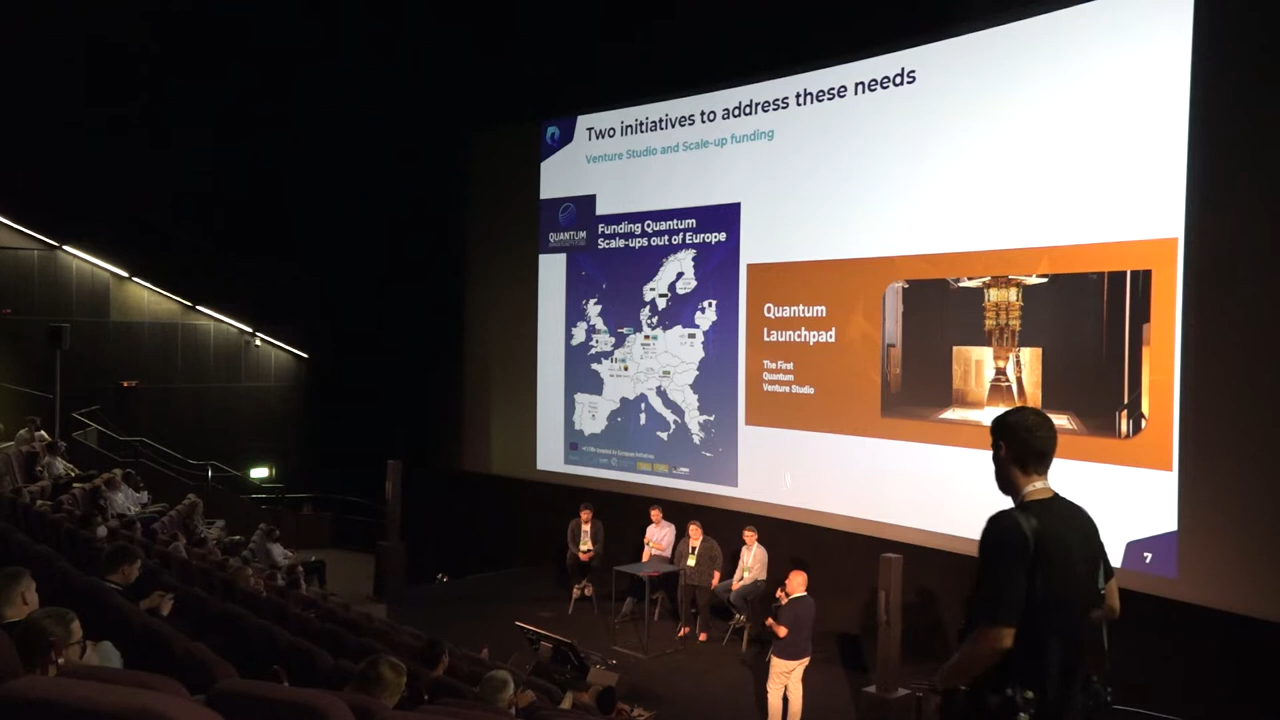 Two initiatives to address these needs
Venture Studio and Scale-up funding
QUANTUM
Funding Quantum
Scale-ups out of Europe
Quantum
Launchpad
The First
Quantum
Venture Studio
7